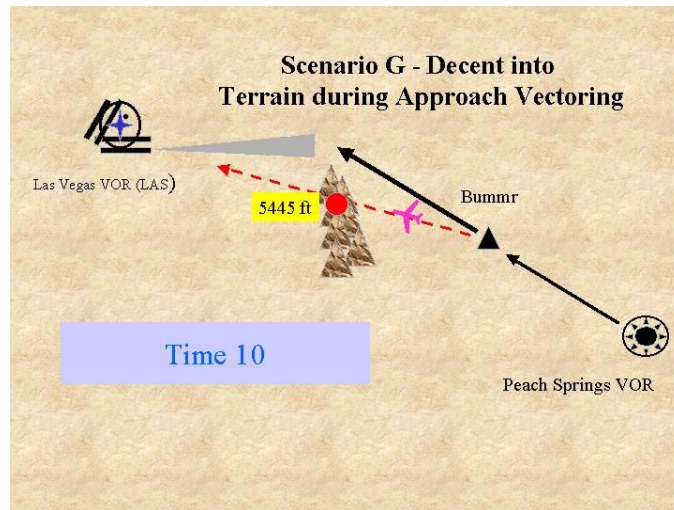 Scenario G - Decent into
Terrain during Approach Vectoring
Las Vegas VOR (LAS)
5445 ft
Bummr
Time 10
Peach Springs VOR